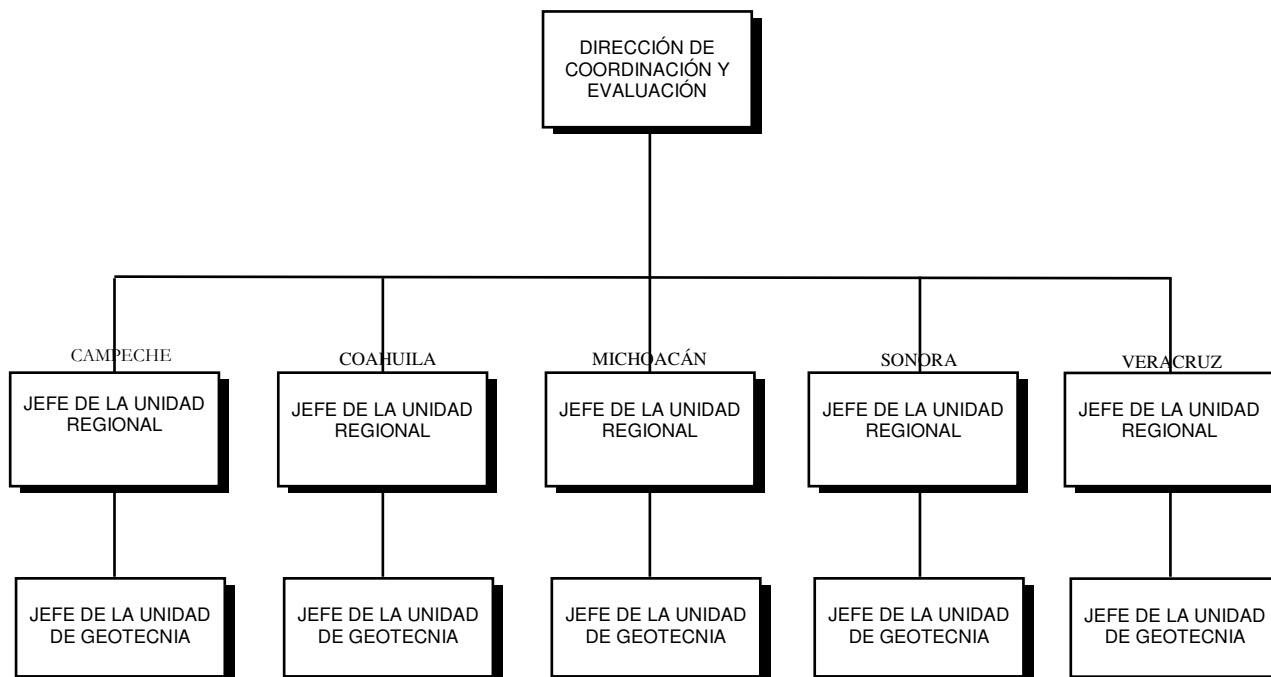 DIRECCIÓN DE
COORDINACIÓN Y
EVALUACIÓN
CAMPECHE
COAHUILA
MICHOACÁN
SONORA
VERACRUZ
JEFE DE LA UNIDAD
REGIONAL
JEFE DE LA UNIDAD
REGIONAL
JEFE DE LA UNIDAD
REGIONAL
JEFE DE LA UNIDAD
REGIONAL
JEFE DE LA UNIDAD
REGIONAL
JEFE DE LA UNIDAD
DE GEOTECNIA
JEFE DE LA UNIDAD
DE GEOTECNIA
JEFE DE LA UNIDAD
DE GEOTECNIA
JEFE DE LA UNIDAD
DE GEOTECNIA
JEFE DE LA UNIDAD
DE GEOTECNIA